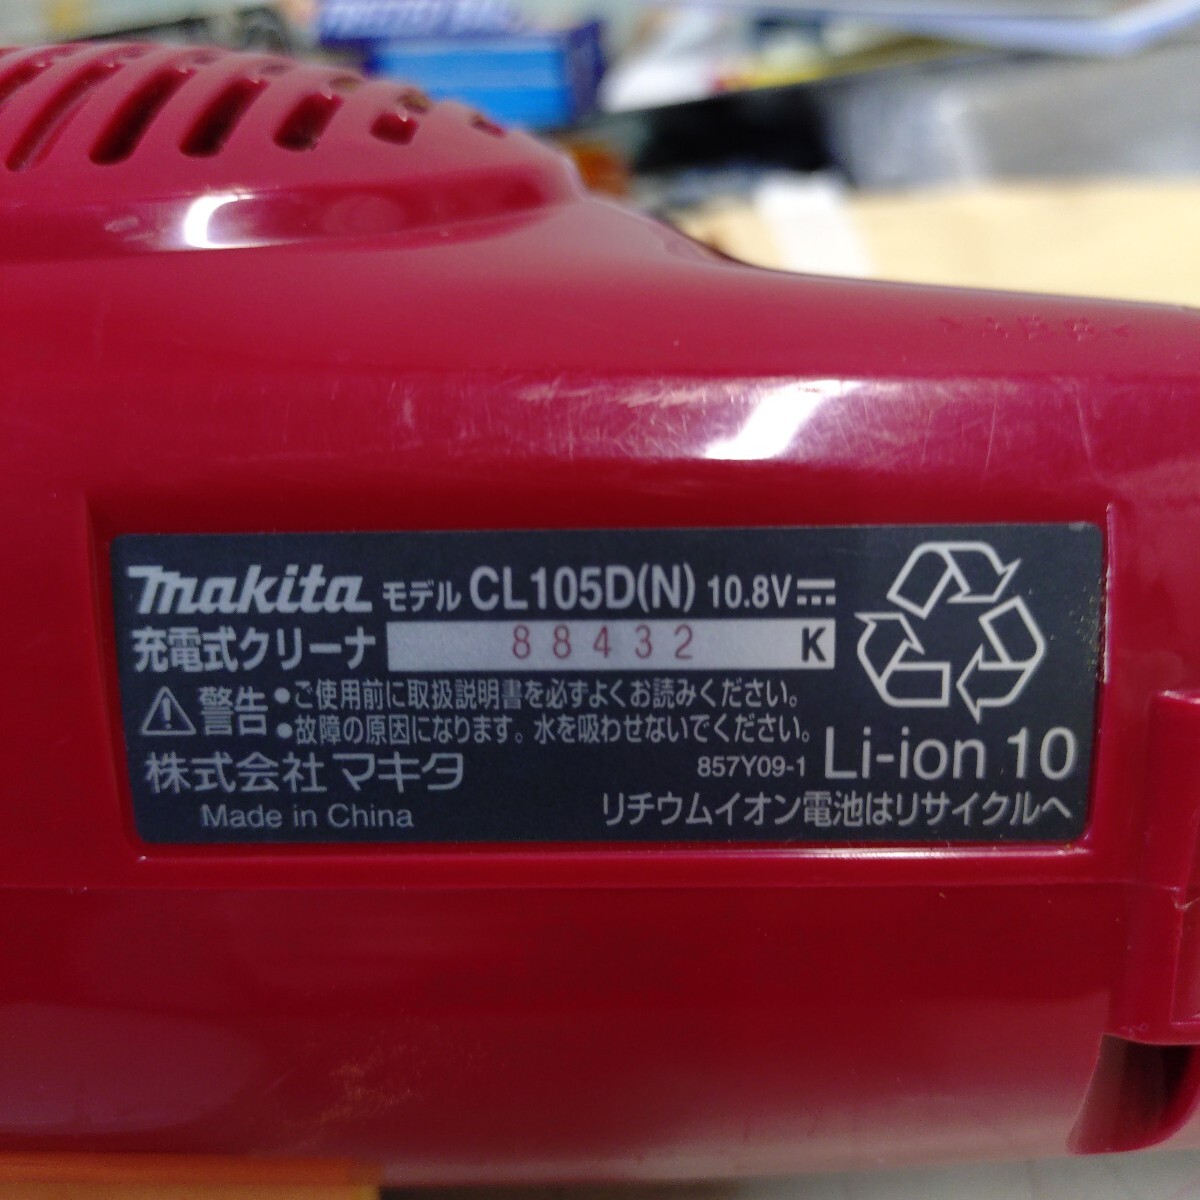 makita モデル CL105D(N) 10.8V
充電式クリーナ 88432 K
警告 •ご使用前に取扱説明書を必ずよくお読みください。
•故障の原因になります。水を吸わせないでください。
株式会社マキタ 857Y09-1 Li-ion 10
Made in China リチウムイオン電池はリサイクルへ